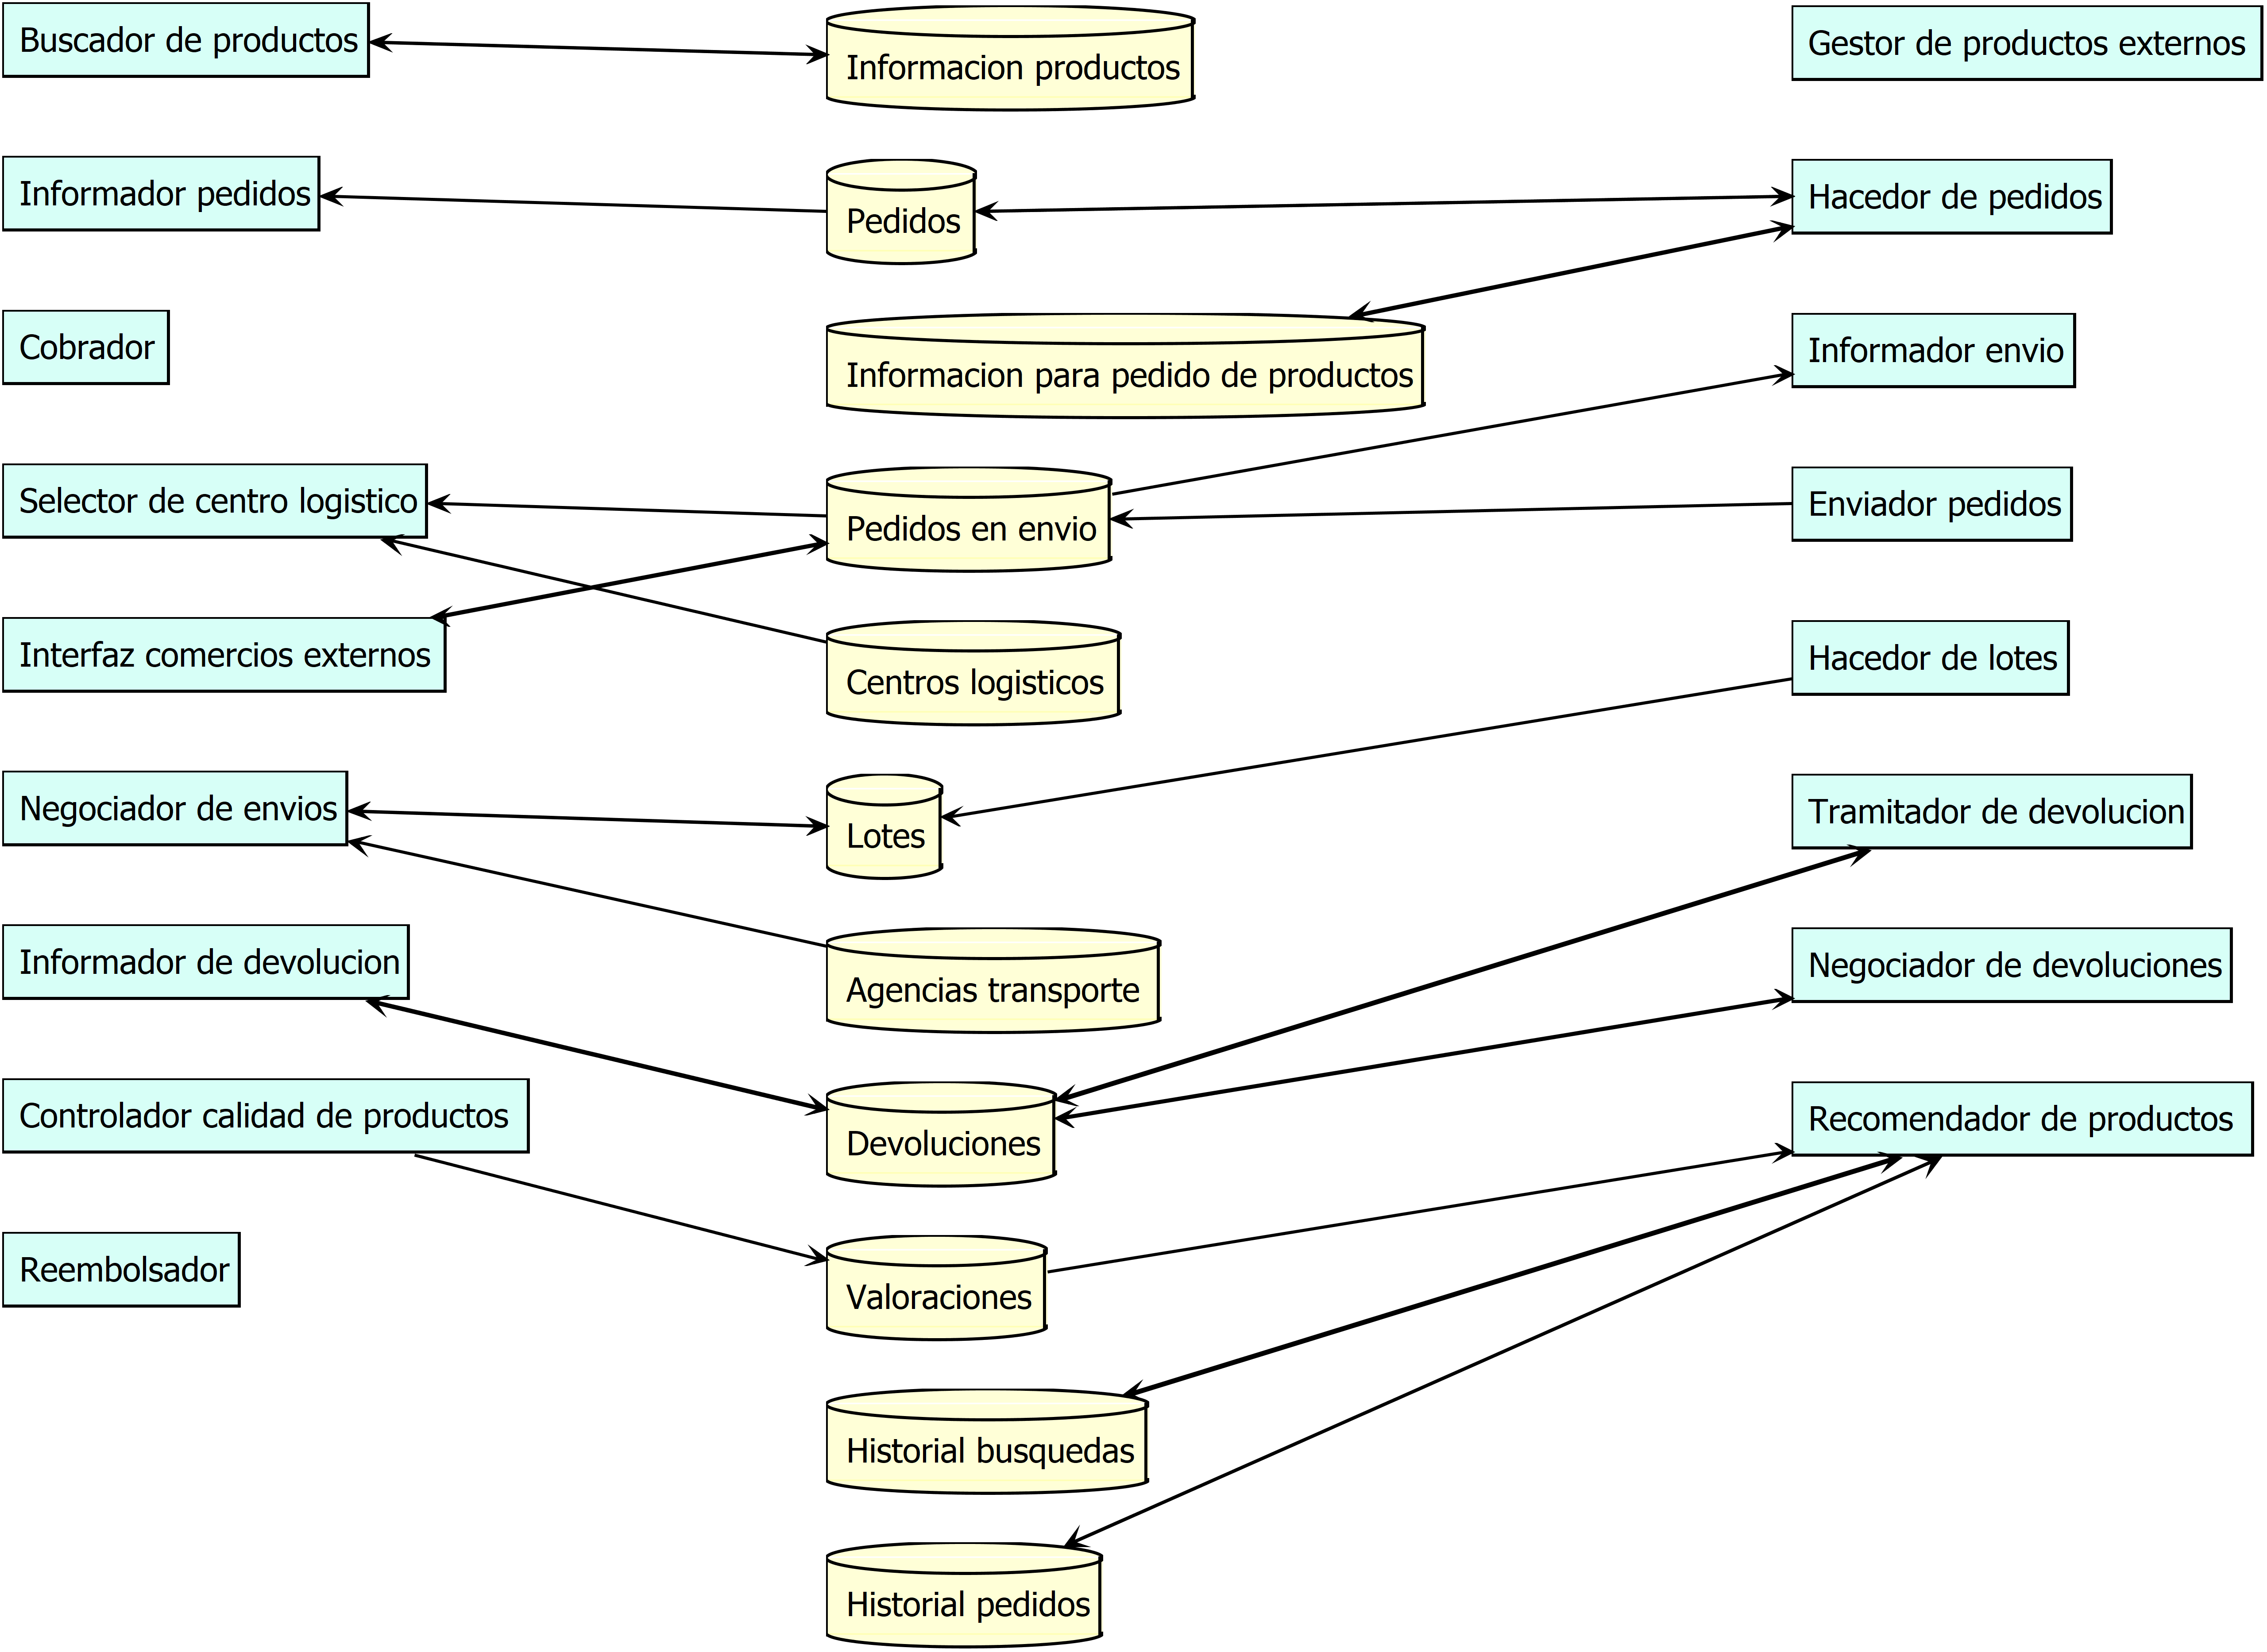 Buscador de productos
Informacion productos
Gestor de productos externos
Informador pedidos
Pedidos
Hacedor de pedidos
Cobrador
Informacion para pedido de productos
Informador envio
Selector de centro logistico
Pedidos en envio
Enviador pedidos
Interfaz comercios externos
Centros logisticos
Hacedor de lotes
Negociador de envios
Lotes
Tramitador de devolucion
Informador de devolucion
Agencias transporte
Negociador de devoluciones
Controlador calidad de productos
Devoluciones
Recomendador de productos
Reembolsador
Valoraciones
Historial busquedas
Historial pedidos